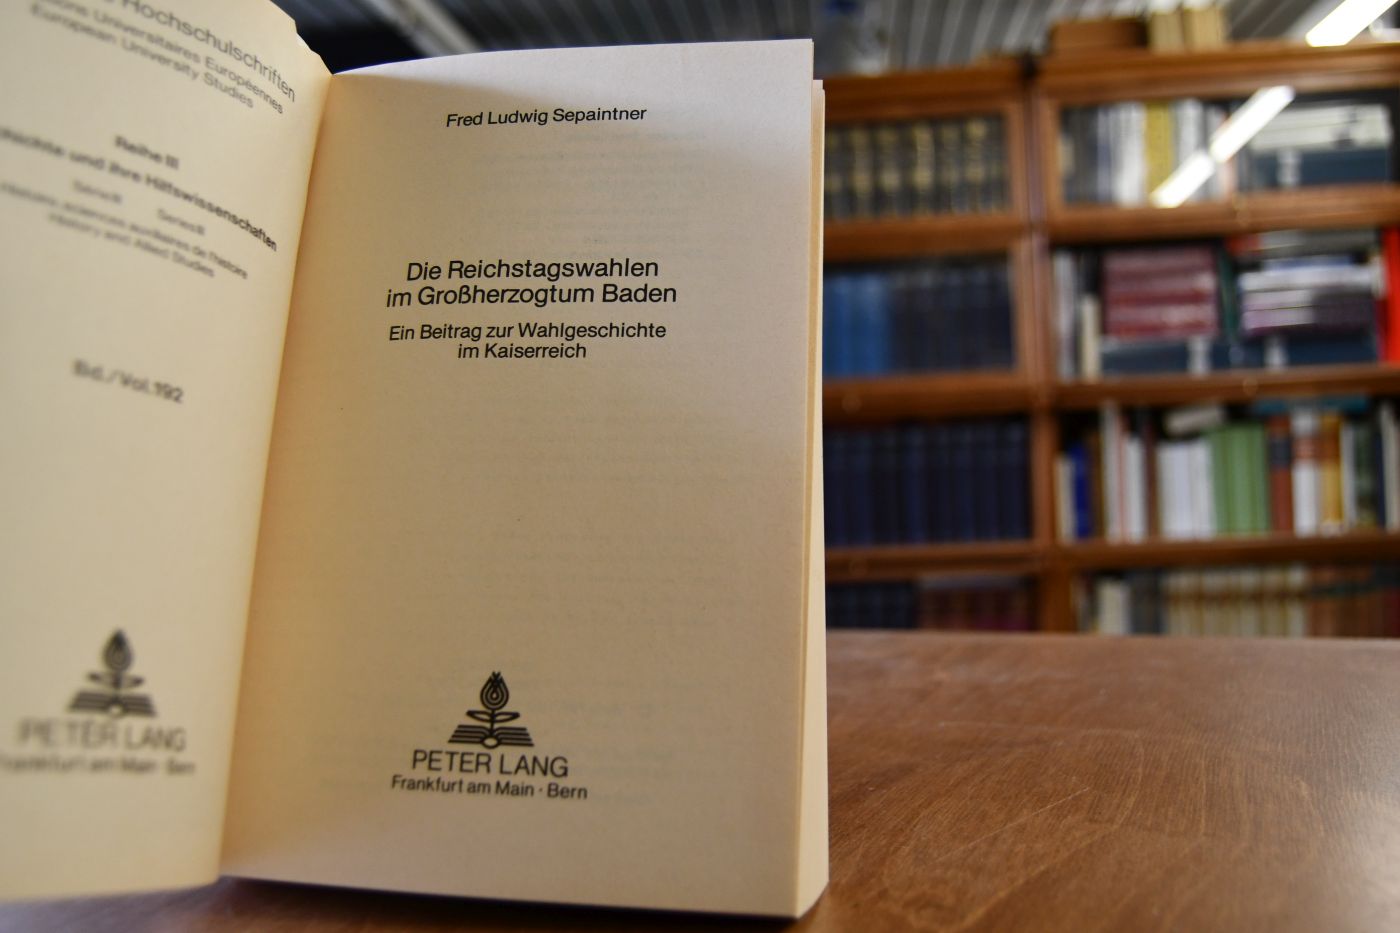 Hochschulschriften
Universitaires Européennes
European University Studies
Reihe III
und ihre Hilfswissenschaften
Série III Series III
Histoire, sciences auxiliaires de l'histoire
History and Allied Studies
Bd./Vol. 192
PETER LANG
Frankfurt am Main · Bern
Fred Ludwig Sepaintner
Die Reichstagswahlen
im Großherzogtum Baden
Ein Beitrag zur Wahlgeschichte
im Kaiserreich
PETER LANG
Frankfurt am Main · Bern